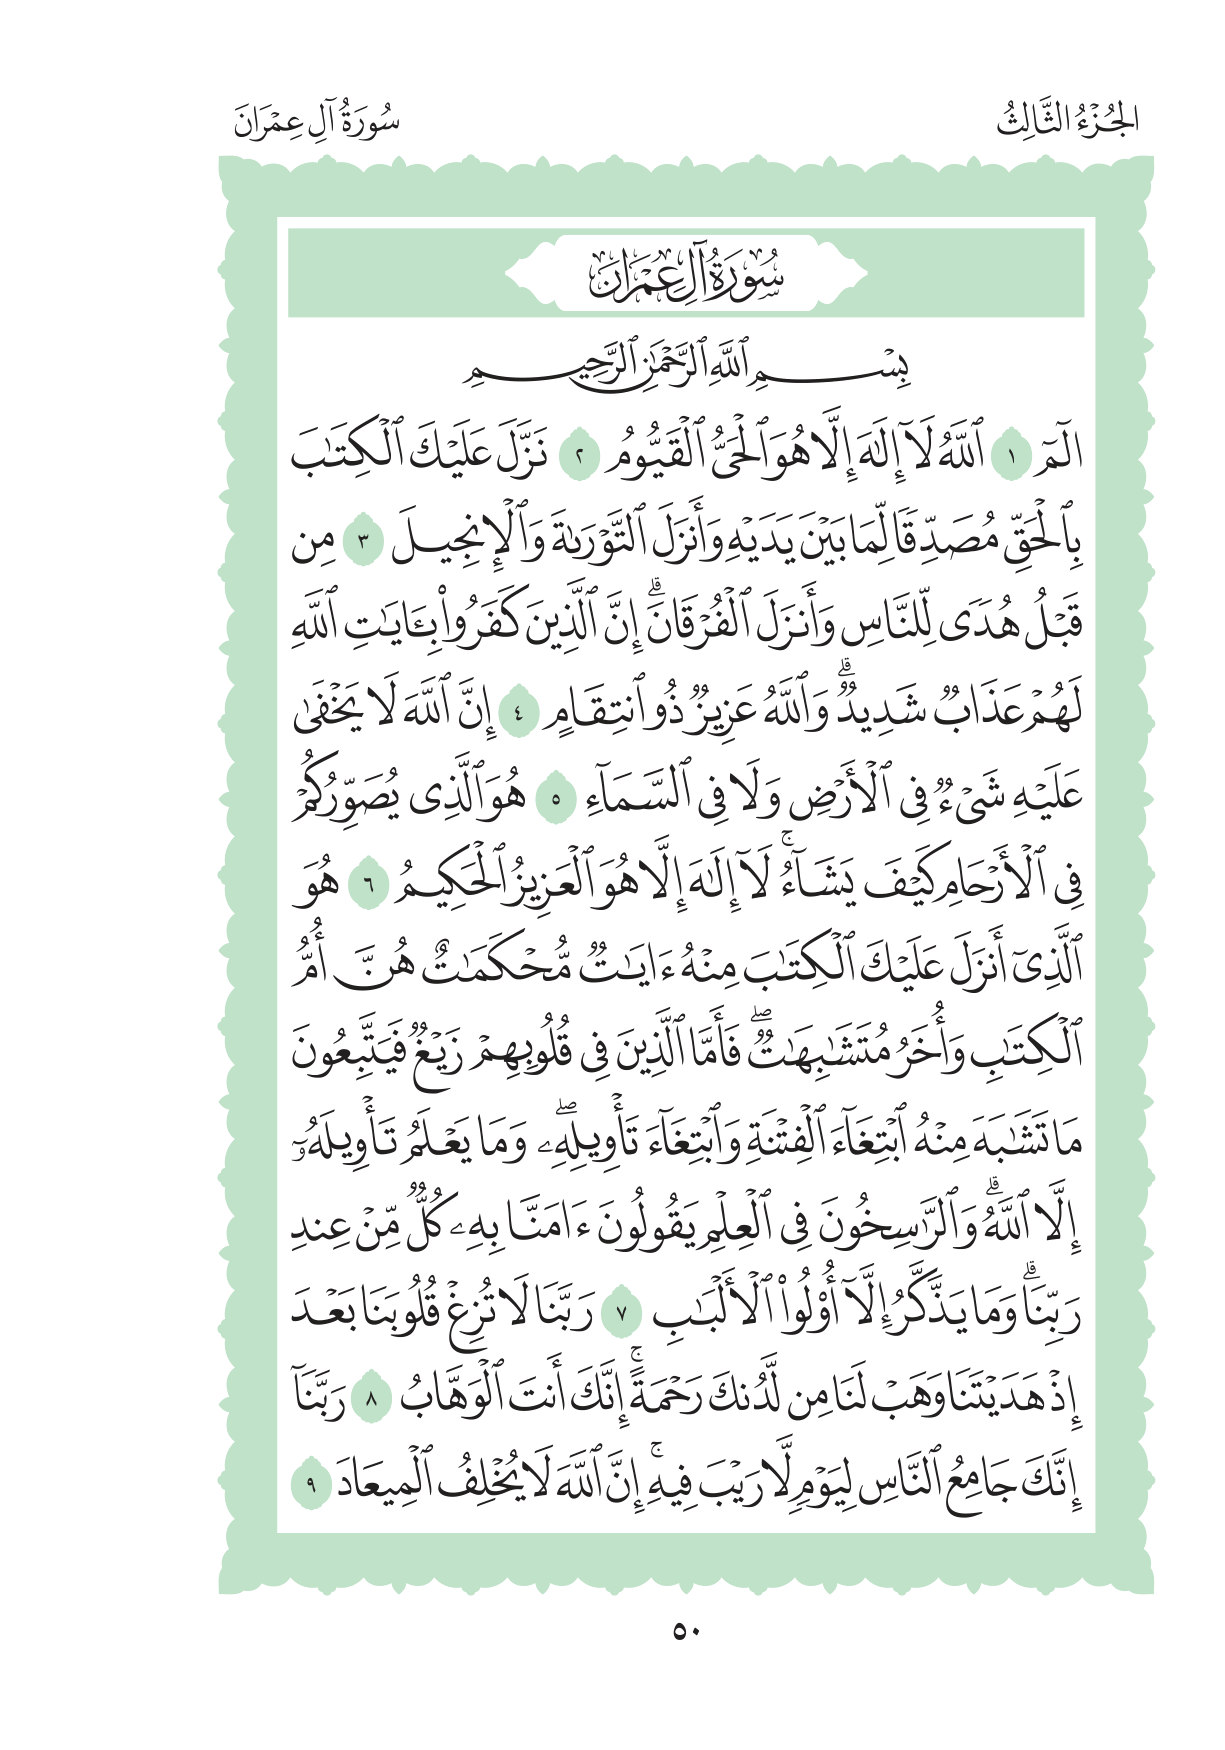 الجُزْءُ الثَّالِثُ
سُورَةُ آلِ عِمْرَانَ
سُورَةُ آلِ عِمْرَانَ
بِسْمِ ٱللَّهِ ٱلرَّحْمَٰنِ ٱلرَّحِيمِ
الٓمٓ ١ ٱللَّهُ لَآ إِلَٰهَ إِلَّا هُوَ ٱلْحَىُّ ٱلْقَيُّومُ ٢ نَزَّلَ عَلَيْكَ ٱلْكِتَٰبَ
بِٱلْحَقِّ مُصَدِّقًا لِّمَا بَيْنَ يَدَيْهِ وَأَنزَلَ ٱلتَّوْرَىٰةَ وَٱلْإِنجِيلَ ٣ مِن
قَبْلُ هُدًى لِّلنَّاسِ وَأَنزَلَ ٱلْفُرْقَانَۗ إِنَّ ٱلَّذِينَ كَفَرُوا۟ بِـَٔايَٰتِ ٱللَّهِ
لَهُمْ عَذَابٌ شَدِيدٌۗ وَٱللَّهُ عَزِيزٌ ذُو ٱنتِقَامٍ ٤ إِنَّ ٱللَّهَ لَا يَخْفَىٰ
عَلَيْهِ شَىْءٌ فِى ٱلْأَرْضِ وَلَا فِى ٱلسَّمَآءِ ٥ هُوَ ٱلَّذِى يُصَوِّرُكُمْ
فِى ٱلْأَرْحَامِ كَيْفَ يَشَآءُۚ لَآ إِلَٰهَ إِلَّا هُوَ ٱلْعَزِيزُ ٱلْحَكِيمُ ٦ هُوَ
ٱلَّذِىٓ أَنزَلَ عَلَيْكَ ٱلْكِتَٰبَ مِنْهُ ءَايَٰتٌ مُّحْكَمَٰتٌ هُنَّ أُمُّ
ٱلْكِتَٰبِ وَأُخَرُ مُتَشَٰبِهَٰتٌۖ فَأَمَّا ٱلَّذِينَ فِى قُلُوبِهِمْ زَيْغٌ فَيَتَّبِعُونَ
مَا تَشَٰبَهَ مِنْهُ ٱبْتِغَآءَ ٱلْفِتْنَةِ وَٱبْتِغَآءَ تَأْوِيلِهِۦۖ وَمَا يَعْلَمُ تَأْوِيلَهُۥٓ
إِلَّا ٱللَّهُۗ وَٱلرَّٰسِخُونَ فِى ٱلْعِلْمِ يَقُولُونَ ءَامَنَّا بِهِۦ كُلٌّ مِّنْ عِندِ
رَبِّنَاۗ وَمَا يَذَّكَّرُ إِلَّآ أُو۟لُوا۟ ٱلْأَلْبَٰبِ ٧ رَبَّنَا لَا تُزِغْ قُلُوبَنَا بَعْدَ
إِذْ هَدَيْتَنَا وَهَبْ لَنَا مِن لَّدُنكَ رَحْمَةًۚ إِنَّكَ أَنتَ ٱلْوَهَّابُ ٨ رَبَّنَآ
إِنَّكَ جَامِعُ ٱلنَّاسِ لِيَوْمٍ لَّا رَيْبَ فِيهِۚ إِنَّ ٱللَّهَ لَا يُخْلِفُ ٱلْمِيعَادَ ٩
٥٠